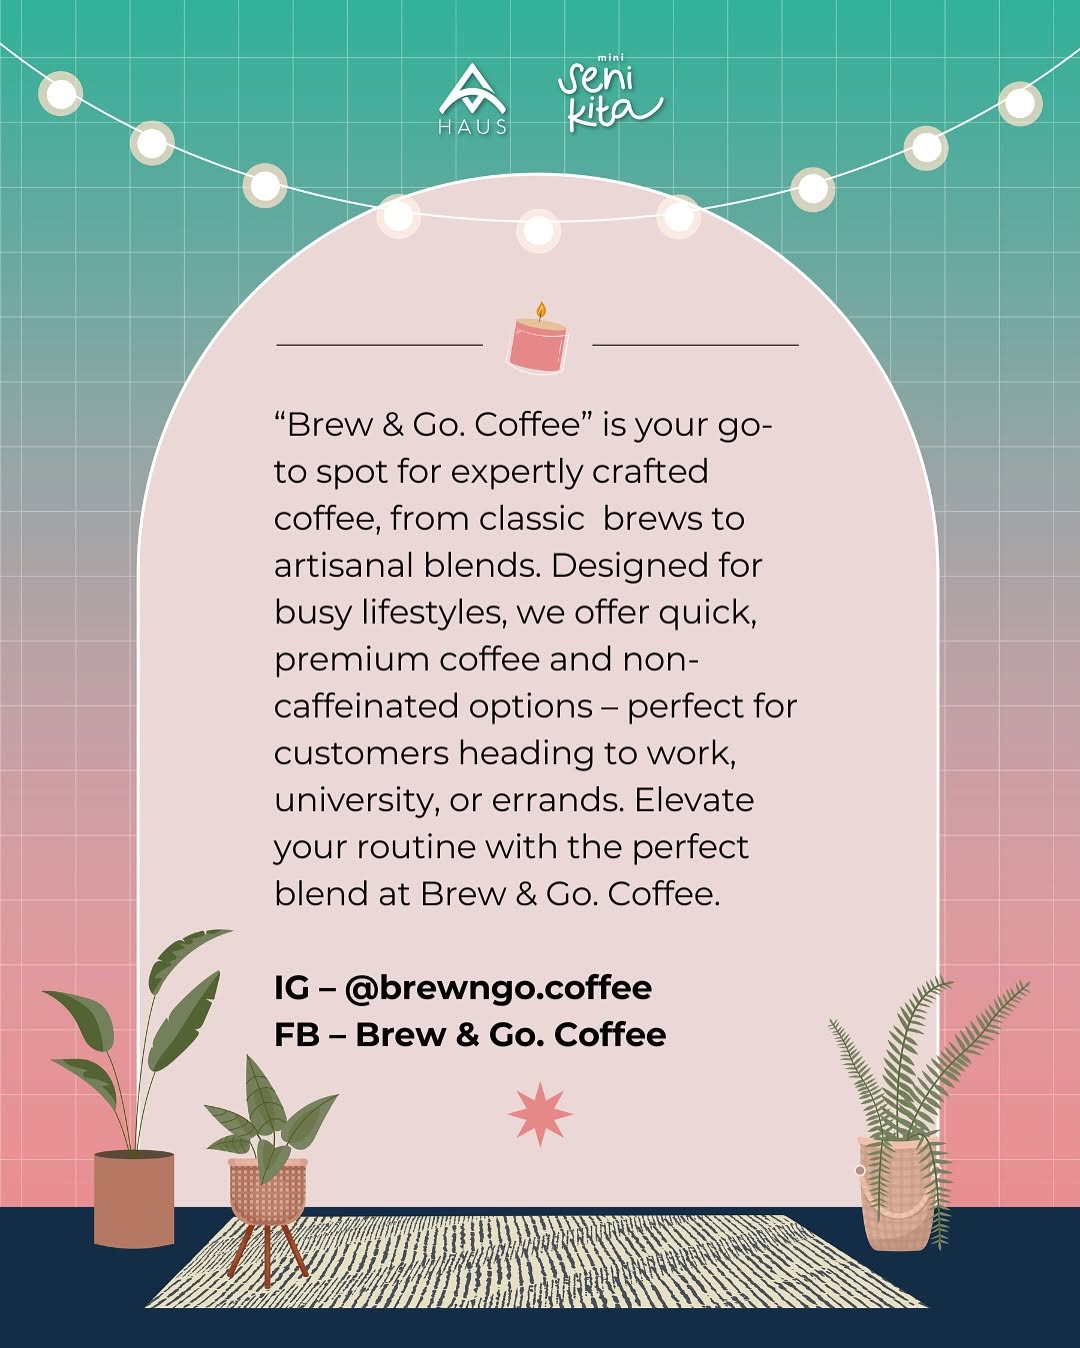 HAUS
mini
seni
kita
“Brew & Go. Coffee” is your go-
to spot for expertly crafted
coffee, from classic  brews to
artisanal blends. Designed for
busy lifestyles, we offer quick,
premium coffee and non-
caffeinated options – perfect for
customers heading to work,
university, or errands. Elevate
your routine with the perfect
blend at Brew & Go. Coffee.
IG – @brewngo.coffee
FB – Brew & Go. Coffee